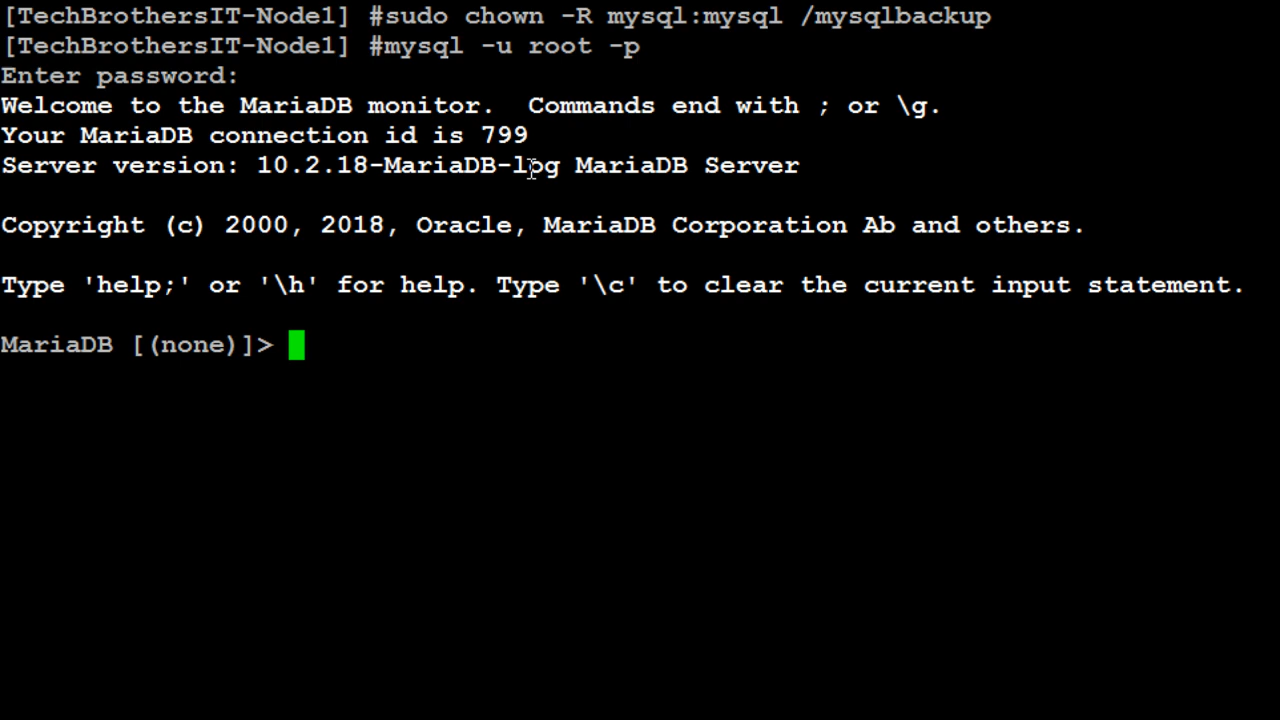 [TechBrothersIT-Node1] #sudo chown -R mysql:mysql /mysqlbackup
[TechBrothersIT-Node1] #mysql -u root -p
Enter password:
Welcome to the MariaDB monitor.  Commands end with ; or \g.
Your MariaDB connection id is 799
Server version: 10.2.18-MariaDB-log MariaDB Server
Copyright (c) 2000, 2018, Oracle, MariaDB Corporation Ab and others.
Type 'help;' or '\h' for help. Type '\c' to clear the current input statement.
MariaDB [(none)]>